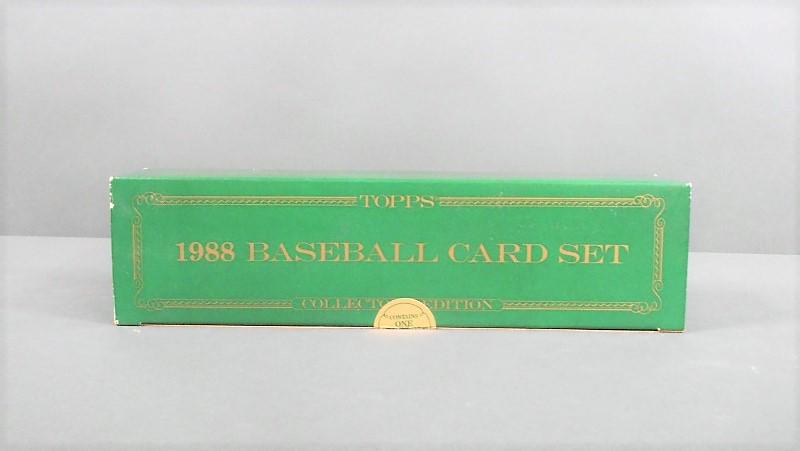 TOPPS
1988 BASEBALL CARD SET
COLLECTO EDITION
CONTAINS
ONE